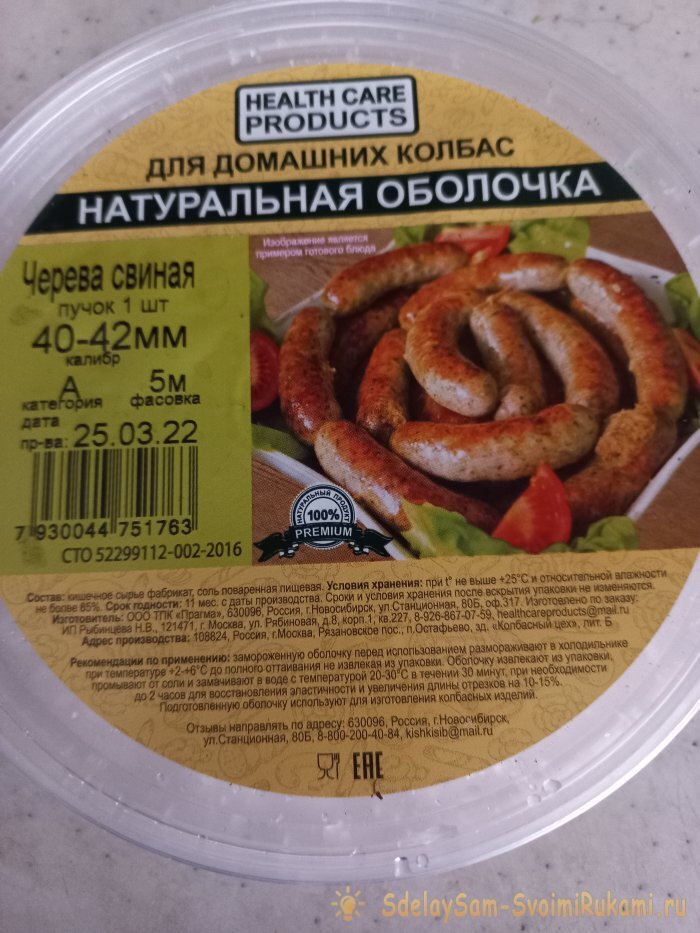 HEALTH CARE
PRODUCTS
ДЛЯ ДОМАШНИХ КОЛБАС
НАТУРАЛЬНАЯ ОБОЛОЧКА
Изображение является
примером готового блюда
Черева свиная
пучок 1 шт
40-42мм
калибр
А 5м
категория фасовка
дата
пр-ва: 25.03.22
7 930044 751763
СТО 52299112-002-2016
НАТУРАЛЬНЫЙ ПРОДУКТ
100%
PREMIUM
Состав: кишечное сырье фабрикат, соль поваренная пищевая. Условия хранения: при t° не выше +25°С и относительной влажности
не более 65%. Срок годности: 11 мес. с даты производства. Сроки и условия хранения после вскрытия упаковки не изменяются.
Изготовитель: ООО ТПК «Прагма», 630096, Россия, г.Новосибирск, ул.Станционная, 80Б, оф.317. Изготовлено по заказу:
ИП Рыбинцева Н.В., 121471, г. Москва, ул. Рябиновая, д.8, корп.1, кв.227, 8-926-867-07-59, healthcareproducts@mail.ru
Адрес производства: 108824, Россия, г.Москва, Рязановское пос., п.Остафьево, зд. «Колбасный цех», лит. Б
Рекомендации по применению: замороженную оболочку перед использованием размораживают в холодильнике
при температуре +2-+6°С до полного оттаивания не извлекая из упаковки. Оболочку извлекают из упаковки,
промывают от соли и замачивают в воде с температурой 20-30°С в течении 30 минут, при необходимости
до 2 часов для восстановления эластичности и увеличения длины отрезков на 10-15%.
Подготовленную оболочку используют для изготовления колбасных изделий.
Отзывы направлять по адресу: 630096, Россия, г.Новосибирск,
ул.Станционная, 80Б, 8-800-200-40-84, kishkisib@mail.ru
ЕАС
SdelaySam-SvoimiRukami.ru